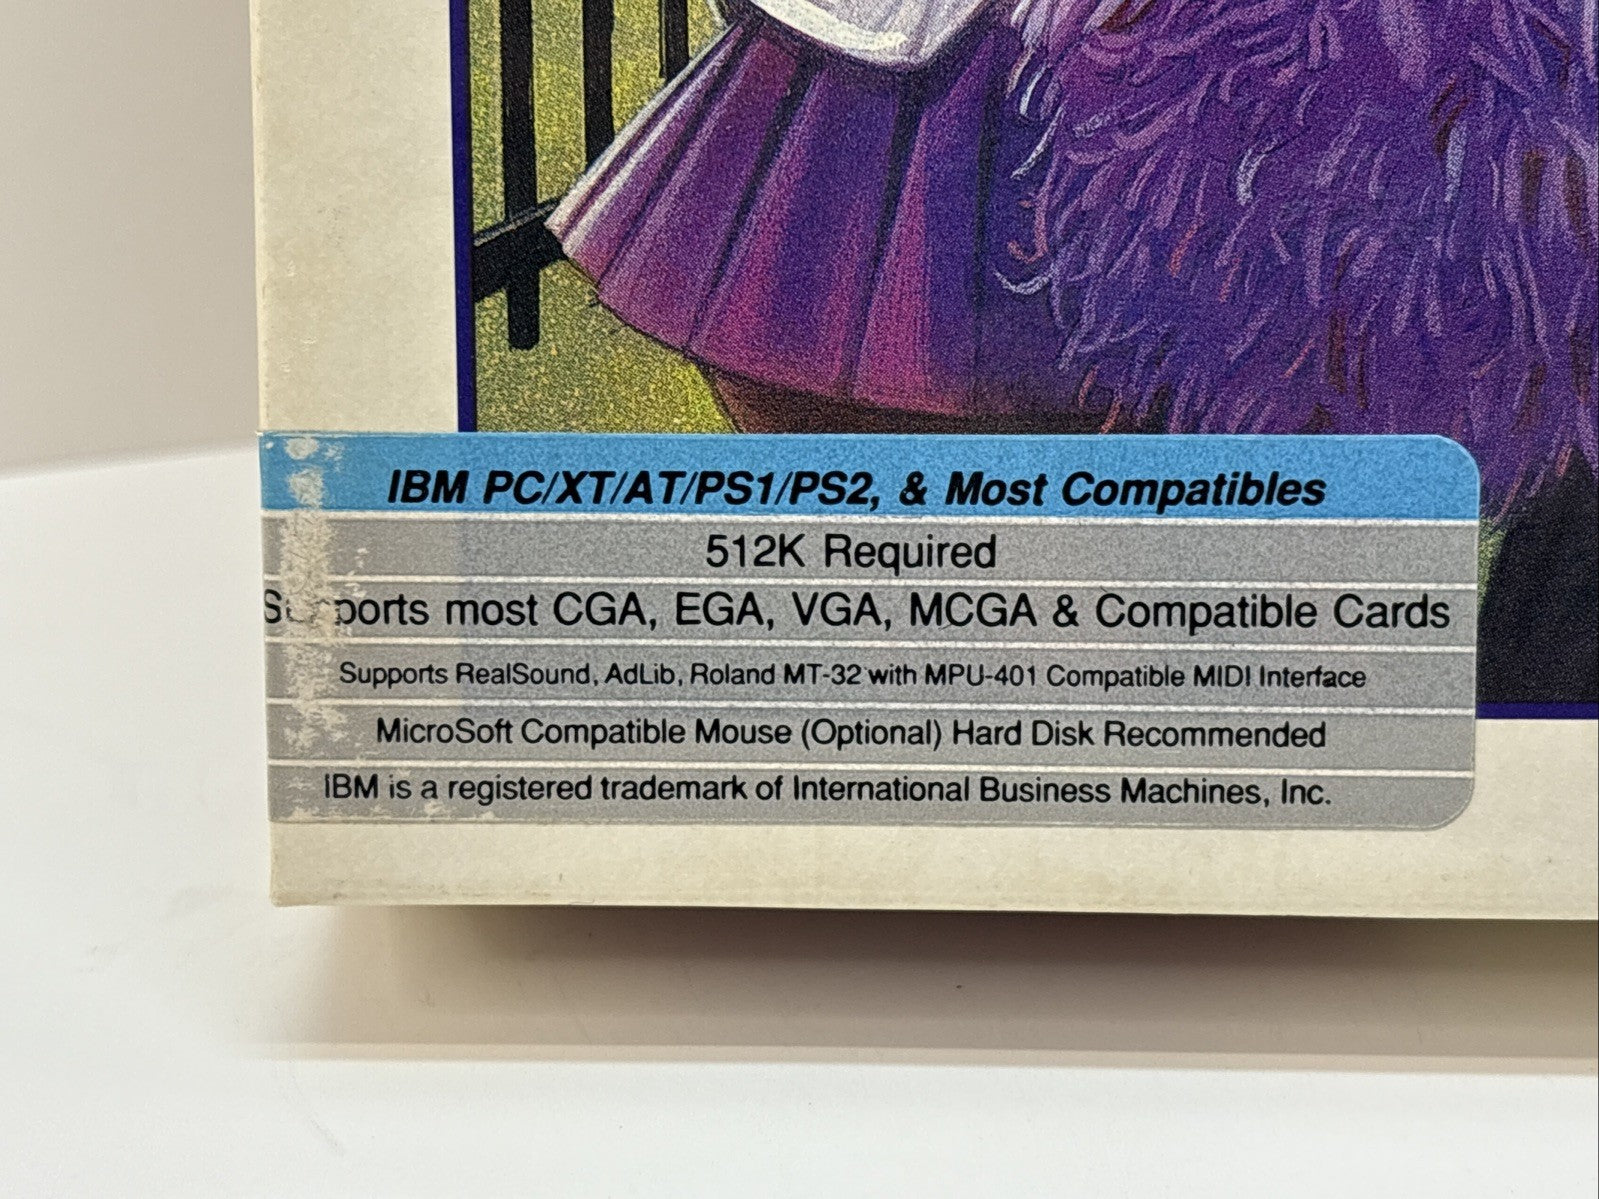 IBM PC/XT/AT/PS1/PS2, & Most Compatibles
512K Required
Supports most CGA, EGA, VGA, MCGA & Compatible Cards
Supports RealSound, AdLib, Roland MT-32 with MPU-401 Compatible MIDI Interface
MicroSoft Compatible Mouse (Optional) Hard Disk Recommended
IBM is a registered trademark of International Business Machines, Inc.